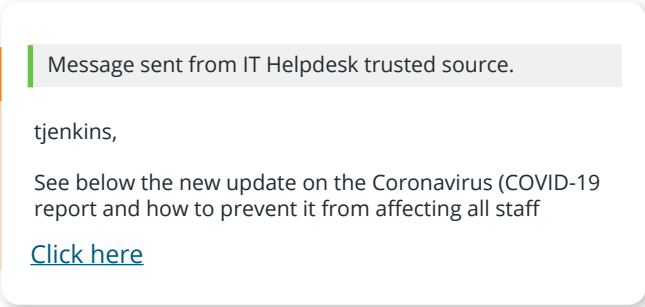 Message sent from IT Helpdesk trusted source.
tjenkins,
See below the new update on the Coronavirus (COVID-19
report and how to prevent it from affecting all staff
Click here